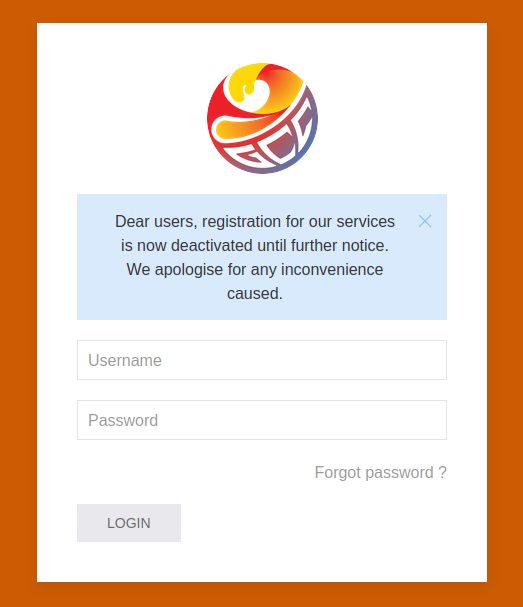 Dear users, registration for our services
is now deactivated until further notice.
We apologise for any inconvenience
caused.
Username
Password
Forgot password ?
LOGIN